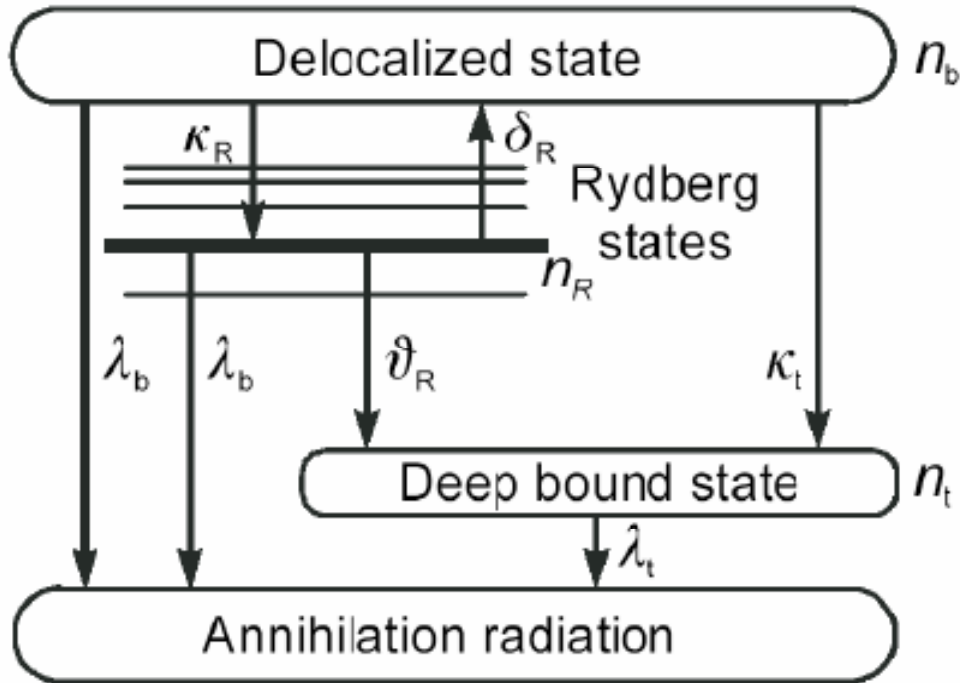 Delocalized state
n_b
κ_R
δ_R
Rydberg
states
n_R
λ_b
λ_b
ϑ_R
κ_t
Deep bound state
n_t
λ_t
Annihilation radiation